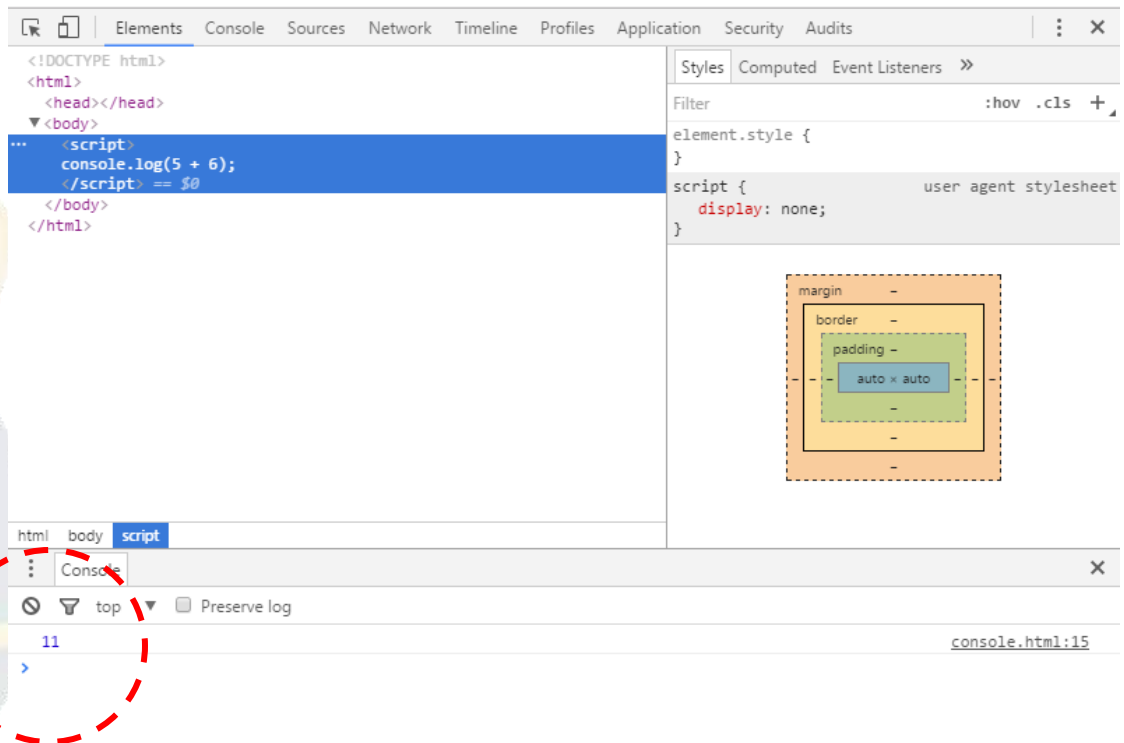 Elements Console Sources Network Timeline Profiles Application Security Audits
<!DOCTYPE html>
<html>
<head></head>
▼<body>
... <script>
console.log(5 + 6);
</script> == $0
</body>
</html>
html body script
Styles Computed Event Listeners »
Filter :hov .cls +
element.style {
}
script { user agent stylesheet
display: none;
}
margin –
border –
padding –
– – – auto × auto – – –
–
–
–
Console
top ▼ Preserve log
11 console.html:15
>